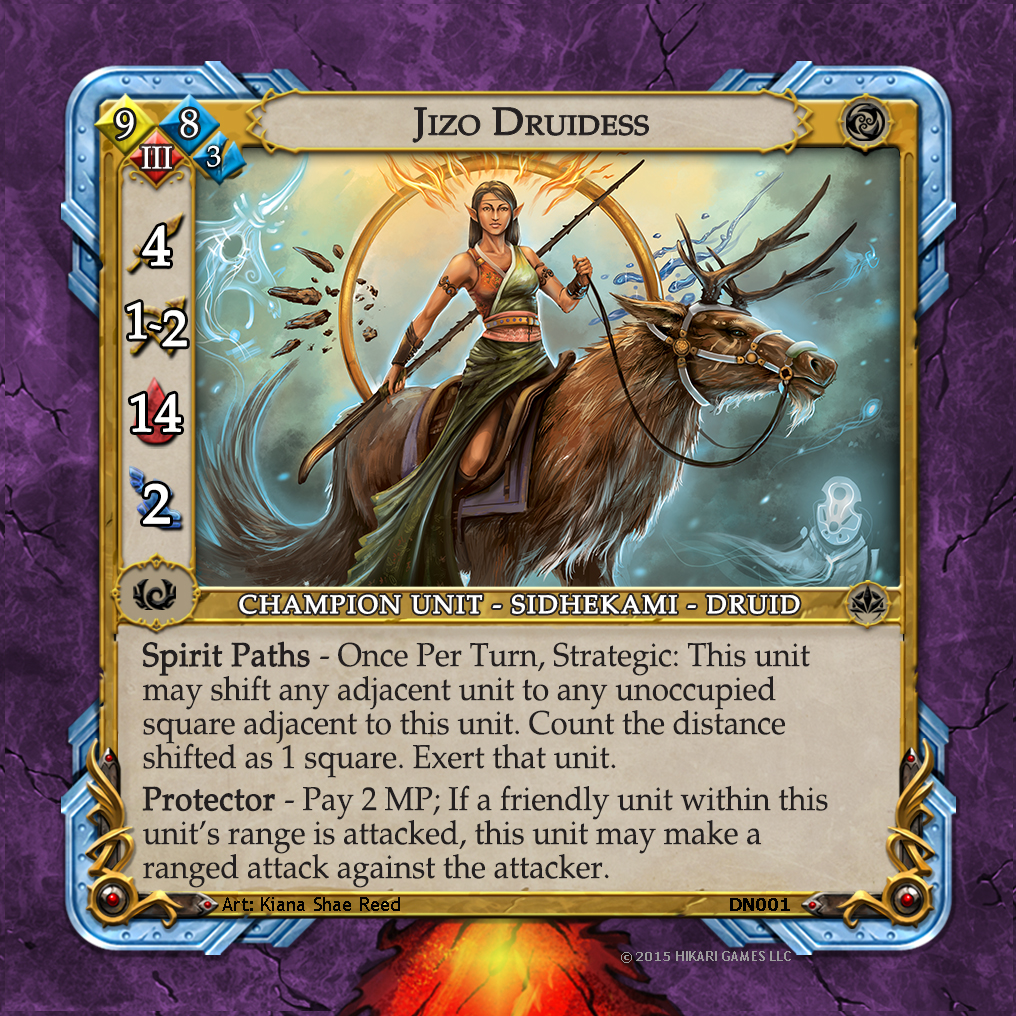 Jizo Druidess
9 8
III 3
4
1~2
14
2
CHAMPION UNIT - SIDHEKAMI - DRUID
Spirit Paths - Once Per Turn, Strategic: This unit
may shift any adjacent unit to any unoccupied
square adjacent to this unit. Count the distance
shifted as 1 square. Exert that unit.
Protector - Pay 2 MP; If a friendly unit within this
unit's range is attacked, this unit may make a
ranged attack against the attacker.
Art: Kiana Shae Reed DN001
© 2015 HIKARI GAMES LLC